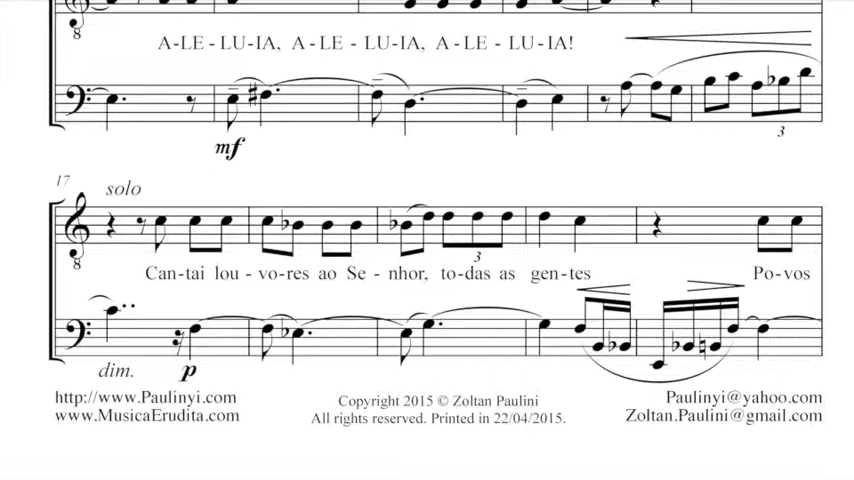 8
A-LE - LU-IA, A-LE - LU-IA, A-LE - LU-IA!
mf
3
17
solo
8
3
Can-tai lou - vo-res ao Se - nhor, to-das as gen-tes Po-vos
dim.
p
http://www.Paulinyi.com
www.MusicaErudita.com
Copyright 2015 © Zoltan Paulini
All rights reserved. Printed in 22/04/2015.
Paulinyi@yahoo.com
Zoltan.Paulini@gmail.com